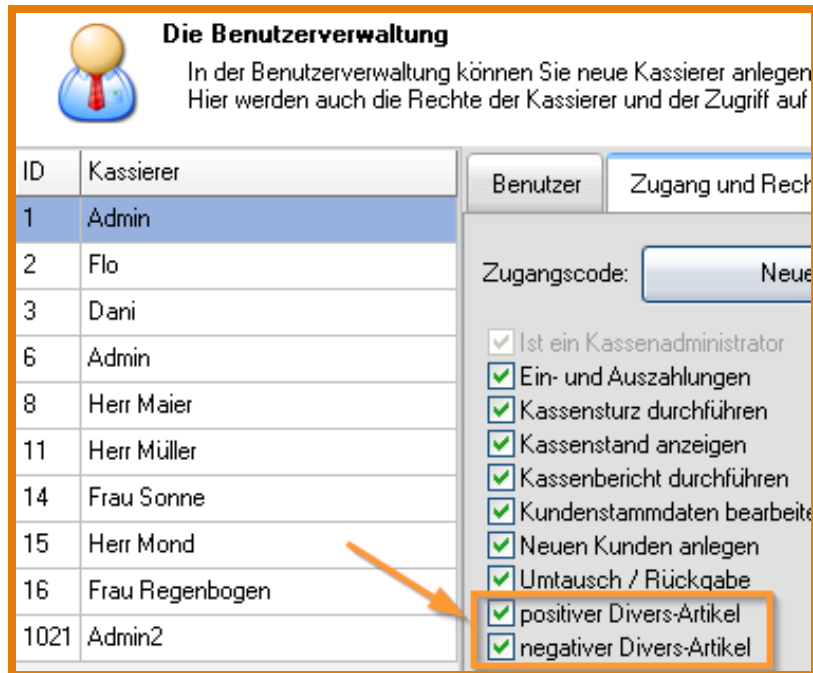 Die Benutzerverwaltung
In der Benutzerverwaltung können Sie neue Kassierer anlegen
Hier werden auch die Rechte der Kassierer und der Zugriff auf
ID Kassierer
1 Admin
2 Flo
3 Dani
6 Admin
8 Herr Maier
11 Herr Müller
14 Frau Sonne
15 Herr Mond
16 Frau Regenbogen
1021 Admin2
Benutzer Zugang und Rech
Zugangscode: Neue
Ist ein Kassenadministrator
Ein- und Auszahlungen
Kassensturz durchführen
Kassenstand anzeigen
Kassenbericht durchführen
Kundenstammdaten bearbeite
Neuen Kunden anlegen
Umtausch / Rückgabe
positiver Divers-Artikel
negativer Divers-Artikel